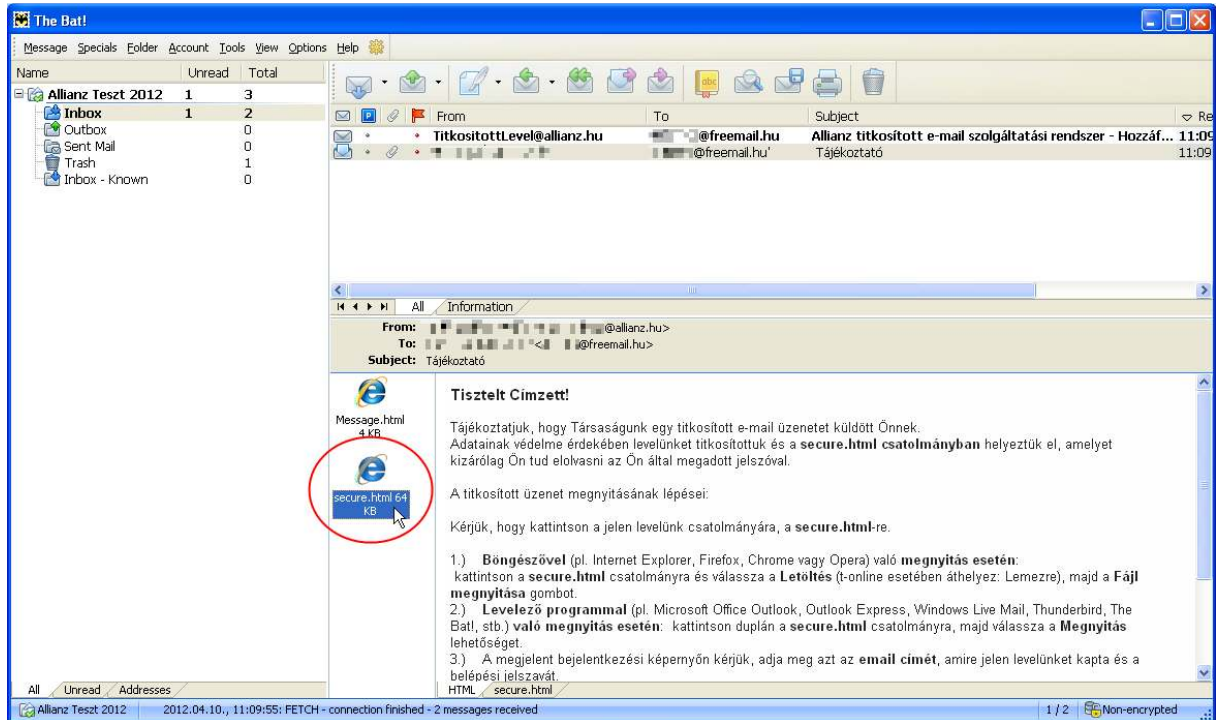 The Bat!
Message Specials Folder Account Tools View Options Help
Name Unread Total
Allianz Teszt 2012 1 3
Inbox 1 2
Outbox 0
Sent Mail 0
Trash 1
Inbox - Known 0
abc
P From To Subject Re
TitkositottLevel@allianz.hu @freemail.hu Allianz titkosított e-mail szolgáltatási rendszer - Hozzáf... 11:09
@freemail.hu' Tájékoztató 11:09
All Information
From: @allianz.hu>
To: @freemail.hu>
Subject: Tájékoztató
Message.html
4 KB
secure.html 64
KB
Tisztelt Címzett!
Tájékoztatjuk, hogy Társaságunk egy titkosított e-mail üzenetet küldött Önnek.
Adatainak védelme érdekében levelünket titkosítottuk és a secure.html csatolmányban helyeztük el, amelyet
kizárólag Ön tud elolvasni az Ön által megadott jelszóval.
A titkosított üzenet megnyitásának lépései:
Kérjük, hogy kattintson a jelen levelünk csatolmányára, a secure.html-re.
1.) Böngészővel (pl. Internet Explorer, Firefox, Chrome vagy Opera) való megnyitás esetén:
kattintson a secure.html csatolmányra és válassza a Letöltés (t-online esetében áthelyez: Lemezre), majd a Fájl
megnyitása gombot.
2.) Levelező programmal (pl. Microsoft Office Outlook, Outlook Express, Windows Live Mail, Thunderbird, The
Bat!, stb.) való megnyitás esetén: kattintson duplán a secure.html csatolmányra, majd válassza a Megnyitás
lehetőséget.
3.) A megjelent bejelentkezési képernyőn kérjük, adja meg azt az email címét, amire jelen levelünket kapta és a
belépési jelszavát.
All Unread Addresses
HTML secure.html
Allianz Teszt 2012 2012.04.10., 11:09:55: FETCH - connection finished - 2 messages received 1 / 2 Non-encrypted